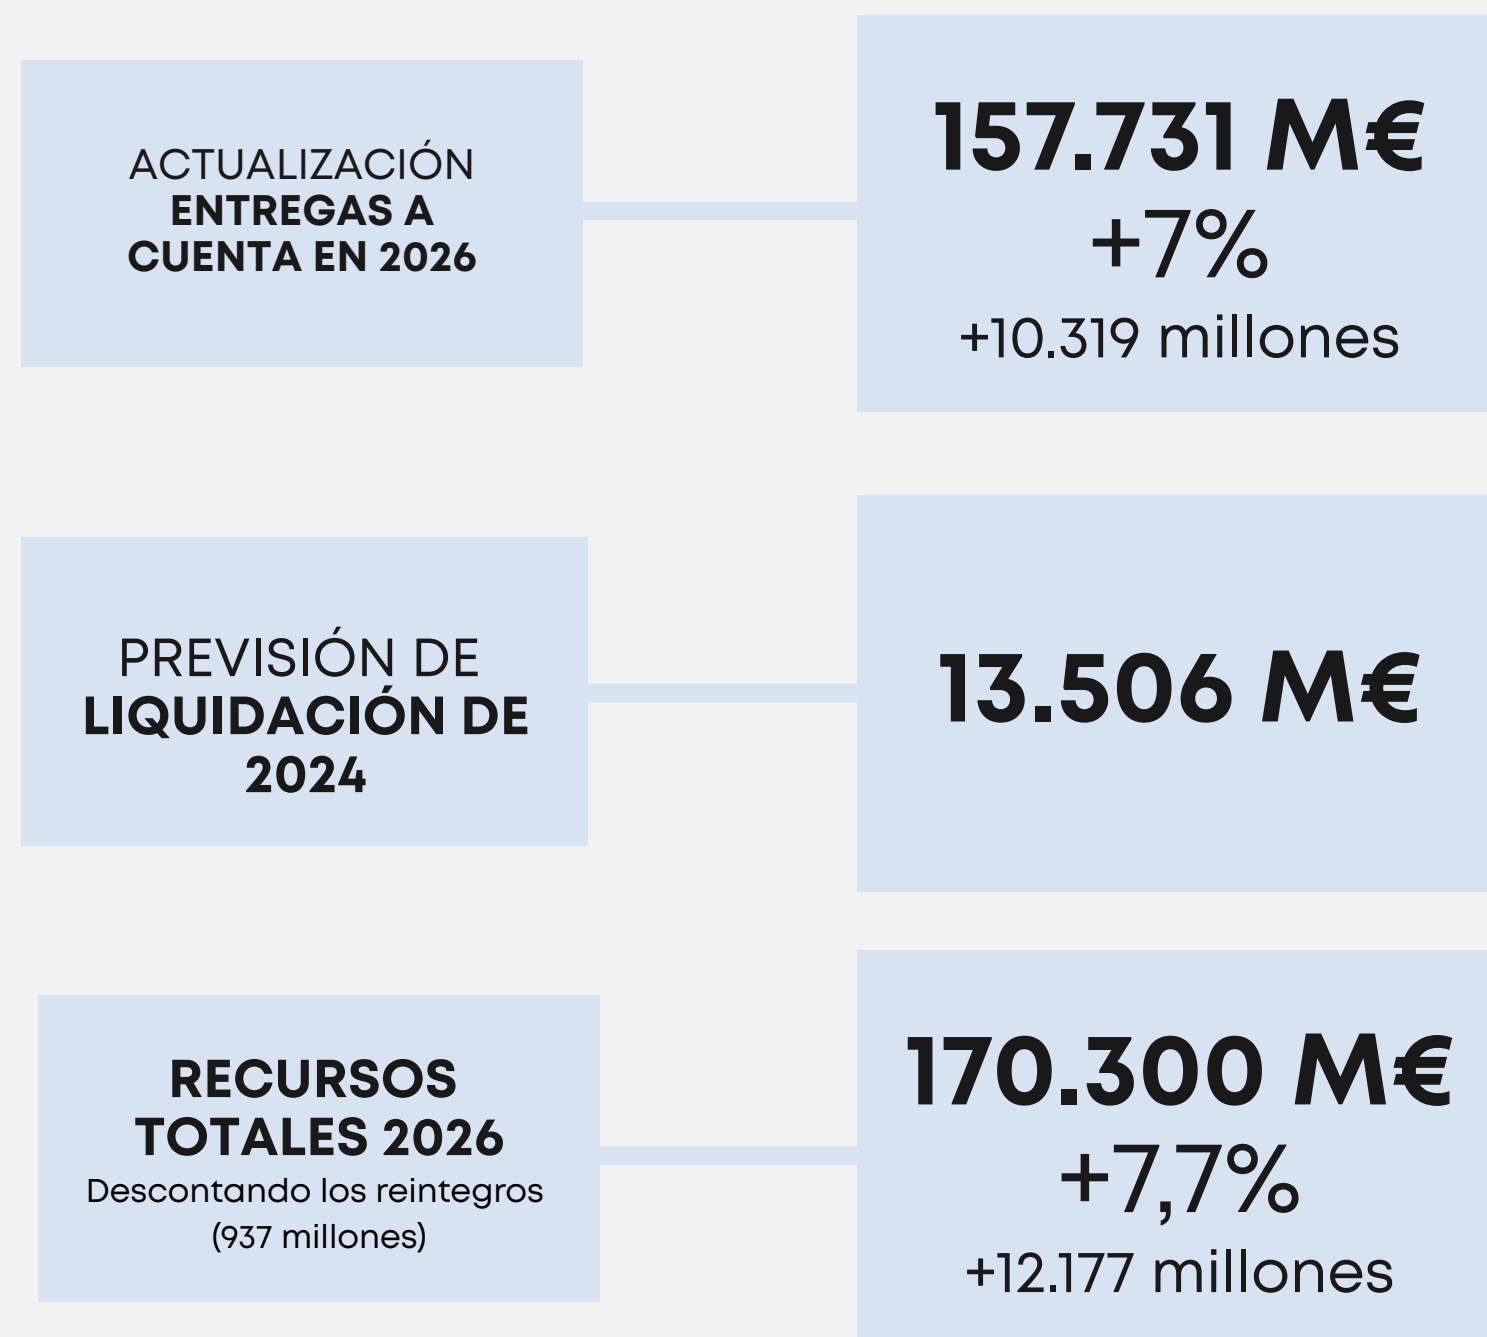 ACTUALIZACIÓN
ENTREGAS A
CUENTA EN 2026
157.731 M€
+7%
+10.319 millones
PREVISIÓN DE
LIQUIDACIÓN DE
2024
13.506 M€
RECURSOS
TOTALES 2026
Descontando los reintegros
(937 millones)
170.300 M€
+7,7%
+12.177 millones